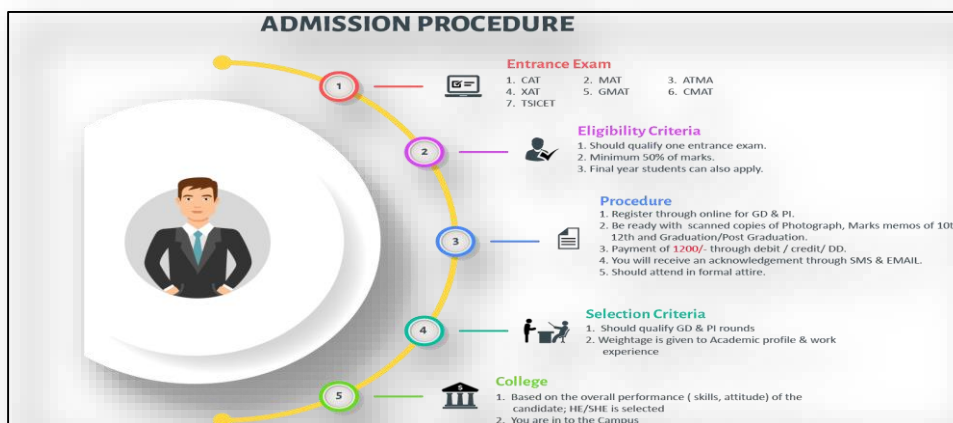 ADMISSION PROCEDURE
1
Entrance Exam
1. CAT 2. MAT 3. ATMA
4. XAT 5. GMAT 6. CMAT
7. TSICET
2
Eligibility Criteria
1. Should qualify one entrance exam.
2. Minimum 50% of marks.
3. Final year students can also apply.
3
Procedure
1. Register through online for GD & PI.
2. Be ready with scanned copies of Photograph, Marks memos of 10t
12th and Graduation/Post Graduation.
3. Payment of 1200/- through debit / credit/ DD.
4. You will receive an acknowledgement through SMS & EMAIL.
5. Should attend in formal attire.
4
Selection Criteria
1. Should qualify GD & PI rounds
2. Weightage is given to Academic profile & work
experience
5
College
1. Based on the overall performance ( skills, attitude) of the
candidate; HE/SHE is selected
2. You are in to the Campus